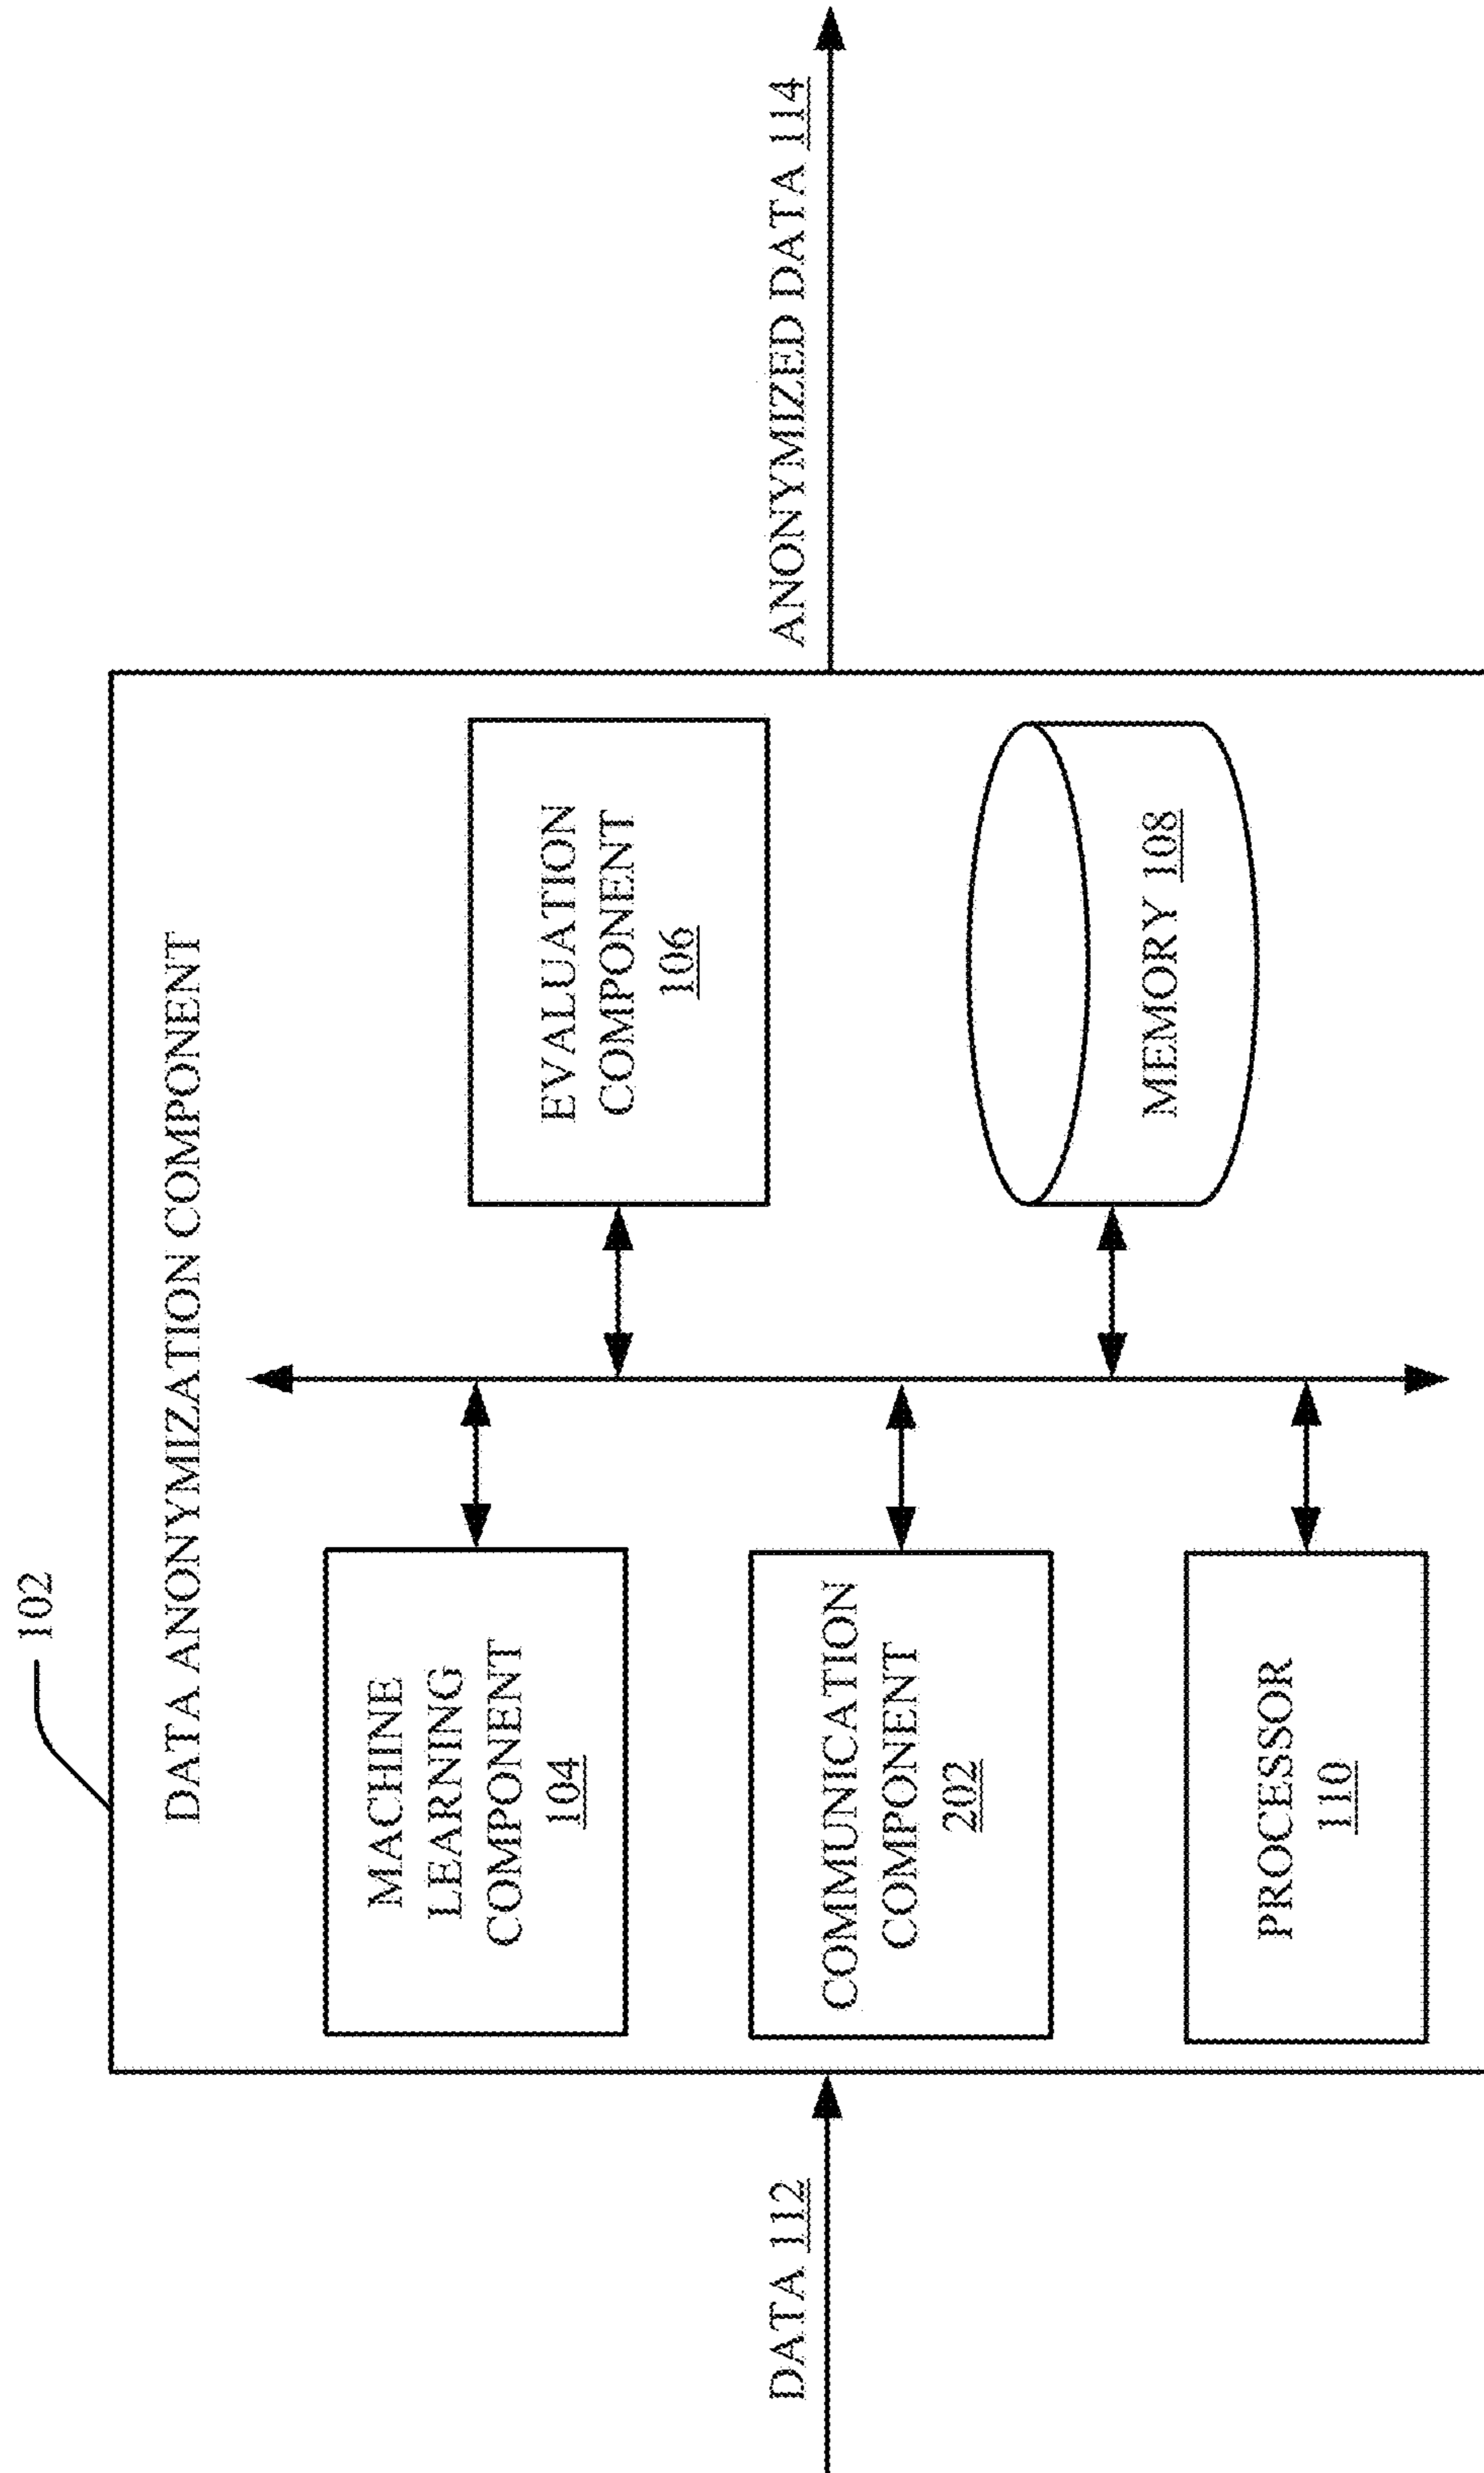 102
DATA ANONYMIZATION COMPONENT
MACHINE
LEARNING
COMPONENT
104
EVALUATION
COMPONENT
106
DATA 112
COMMUNICATION
COMPONENT
202
ANONYMIZED DATA 114
PROCESSOR
110
MEMORY 108